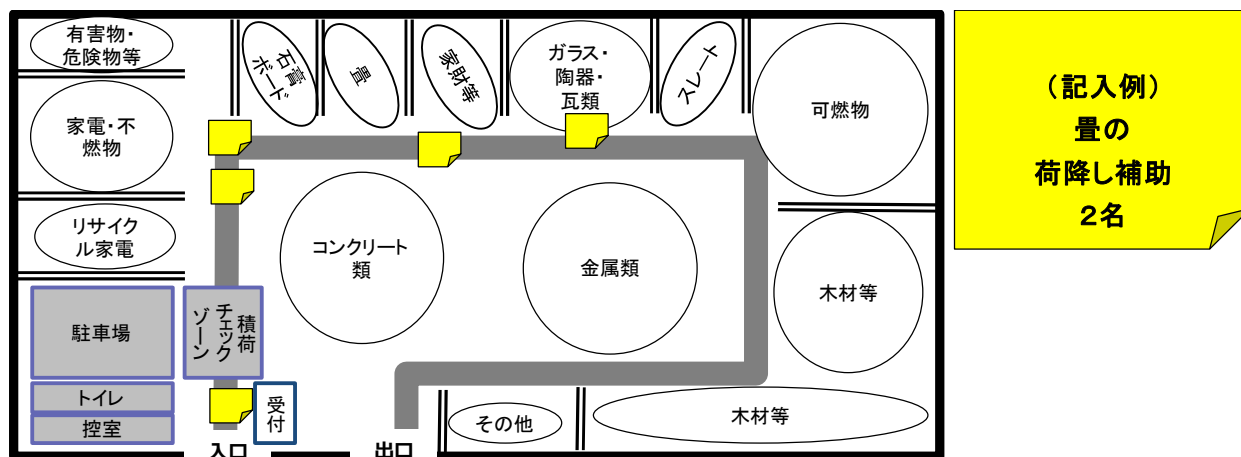 有害物・
危険物等
石膏
ボード
畳
家財等
ガラス・
陶器・
瓦類
スレート
可燃物
家電・不
燃物
リサイク
ル家電
コンクリート
類
金属類
木材等
駐車場
積荷
チェック
ゾーン
トイレ
控室
受付
その他
木材等
入口
出口
(記入例)
畳の
荷降し補助
2名